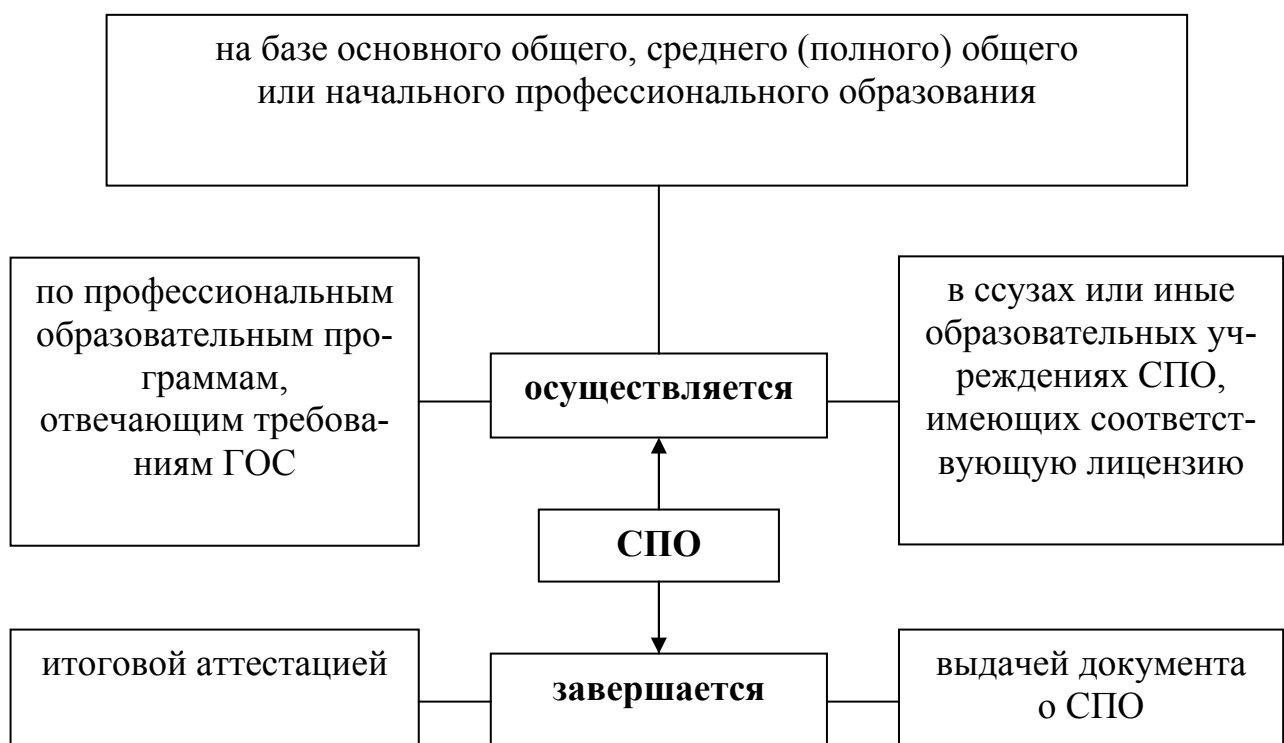 на базе основного общего, среднего (полного) общего
или начального профессионального образования
по профессиональным
образовательным про-
граммам,
отвечающим требова-
ниям ГОС
осуществляется
в ссузах или иные
образовательных уч-
реждениях СПО,
имеющих соответст-
вующую лицензию
СПО
итоговой аттестацией
завершается
выдачей документа
о СПО